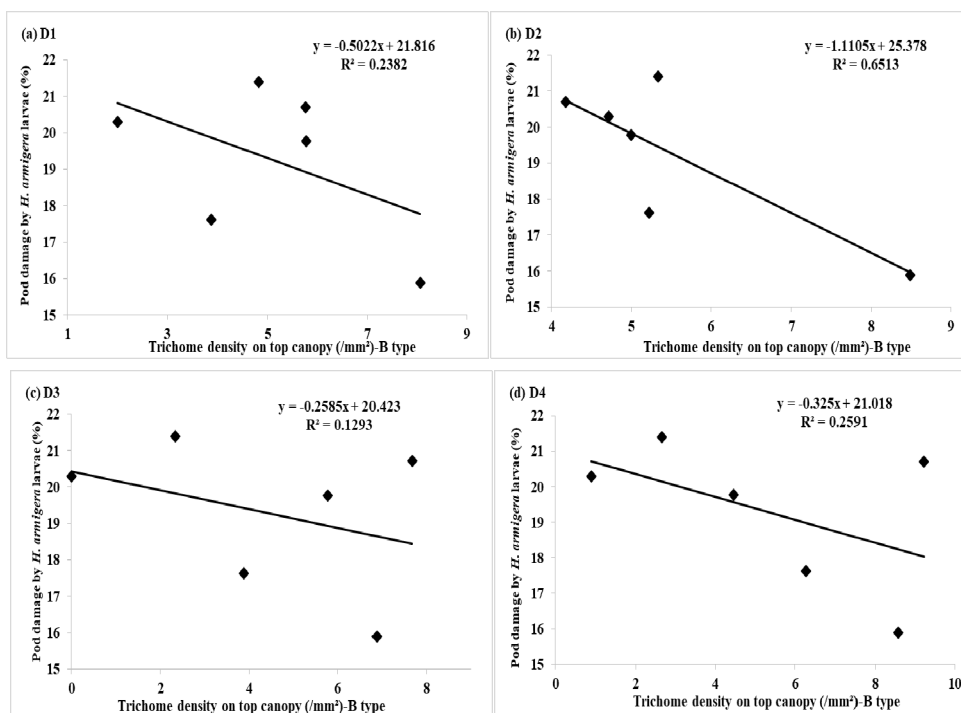 (a) D1
y = -0.5022x + 21.816
R² = 0.2382
Pod damage by H. armigera larvae (%)
22
21
20
19
18
17
16
15
1 3 5 7 9
Trichome density on top canopy (/mm²)-B type
(b) D2
y = -1.1105x + 25.378
R² = 0.6513
Pod damage by H. armigera larvae (%)
22
21
20
19
18
17
16
15
4 5 6 7 8 9
Trichome density on top canopy (/mm²)-B type
(c) D3
y = -0.2585x + 20.423
R² = 0.1293
Pod damage by H. armigera larvae (%)
22
21
20
19
18
17
16
15
0 2 4 6 8
Trichome density on top canopy (/mm²)-B type
(d) D4
y = -0.325x + 21.018
R² = 0.2591
Pod damage by H. armigera larvae (%)
22
21
20
19
18
17
16
15
0 2 4 6 8 10
Trichome density on top canopy (/mm²)-B type